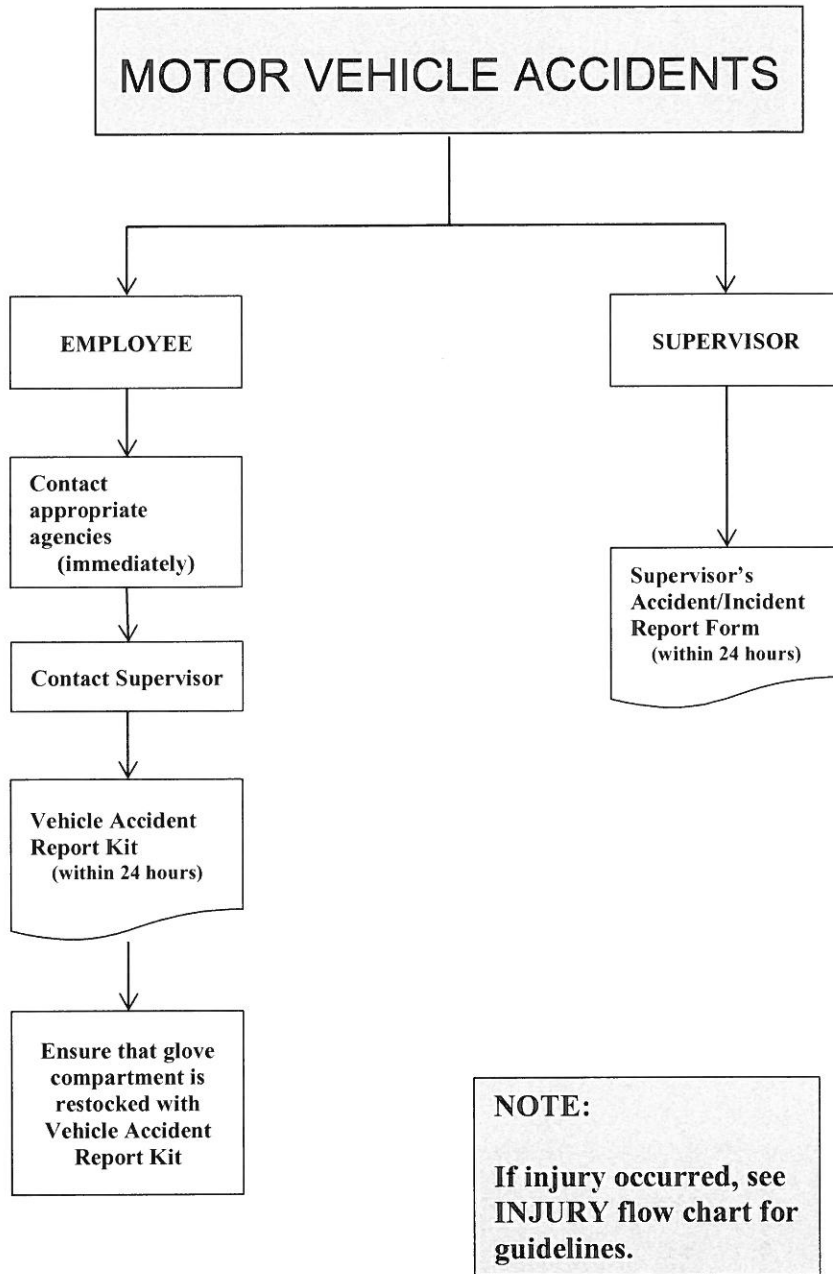 MOTOR VEHICLE ACCIDENTS
EMPLOYEE
Contact
appropriate
agencies
(immediately)
Contact Supervisor
Vehicle Accident
Report Kit
(within 24 hours)
Ensure that glove
compartment is
restocked with
Vehicle Accident
Report Kit
SUPERVISOR
Supervisor's
Accident/Incident
Report Form
(within 24 hours)
NOTE:
If injury occurred, see
INJURY flow chart for
guidelines.